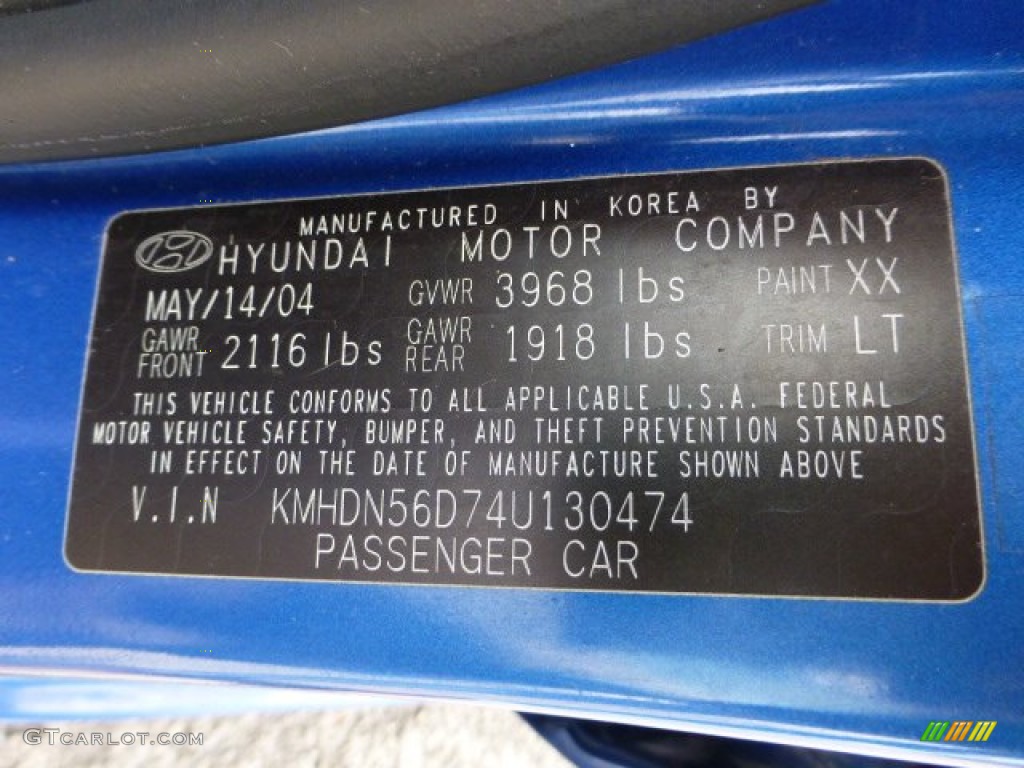 MANUFACTURED IN KOREA BY
HYUNDAI MOTOR COMPANY
MAY/14/04 GVWR 3968 lbs PAINT XX
GAWR FRONT 2116 lbs GAWR REAR 1918 lbs TRIM LT
THIS VEHICLE CONFORMS TO ALL APPLICABLE U.S.A. FEDERAL
MOTOR VEHICLE SAFETY, BUMPER, AND THEFT PREVENTION STANDARDS
IN EFFECT ON THE DATE OF MANUFACTURE SHOWN ABOVE
V.I.N KMHDN56D74U130474
PASSENGER CAR
GTCARLOT.COM